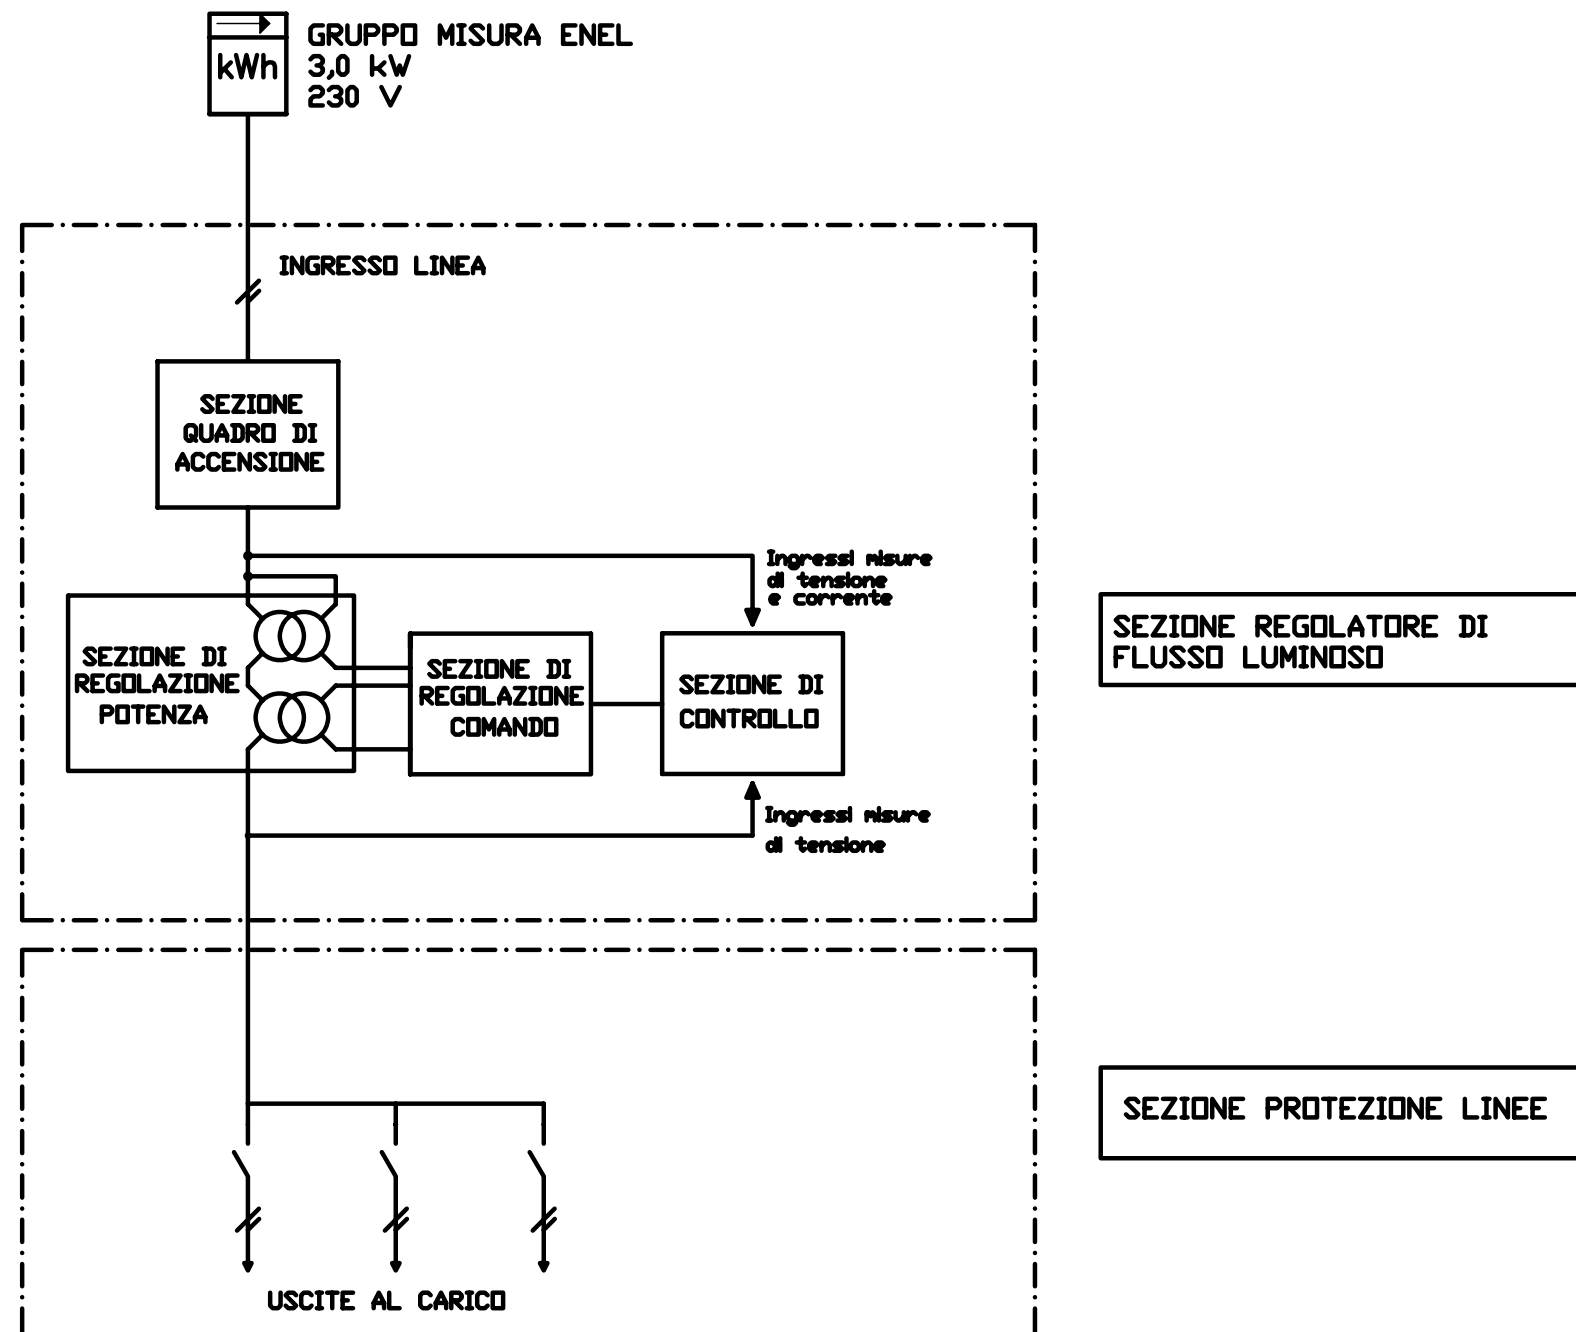 kWh
GRUPPO MISURA ENEL
3,0 kW
230 V
INGRESSO LINEA
SEZIONE
QUADRO DI
ACCENSIONE
Ingressi misure
di tensione
e corrente
SEZIONE DI
REGOLAZIONE
POTENZA
SEZIONE DI
REGOLAZIONE
COMANDO
SEZIONE DI
CONTROLLO
SEZIONE REGOLATORE DI
FLUSSO LUMINOSO
Ingressi misure
di tensione
SEZIONE PROTEZIONE LINEE
USCITE AL CARICO